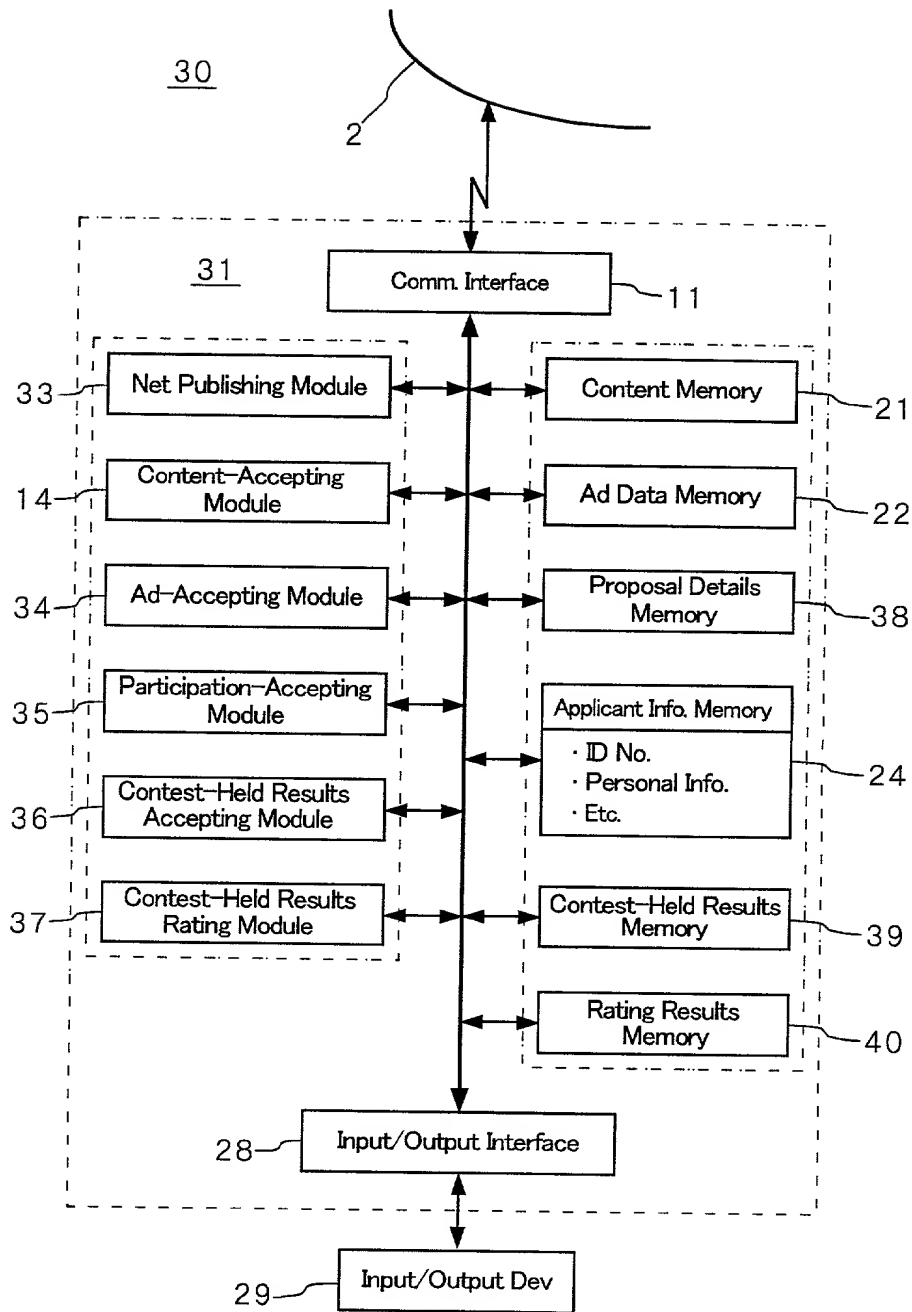 30
2
31
Comm. Interface
11
33
Net Publishing Module
Content Memory
21
14
Content-Accepting
Module
Ad Data Memory
22
34
Ad-Accepting Module
Proposal Details
Memory
38
35
Participation-Accepting
Module
Applicant Info. Memory
· ID No.
· Personal Info.
· Etc.
24
36
Contest-Held Results
Accepting Module
37
Contest-Held Results
Rating Module
Contest-Held Results
Memory
39
Rating Results
Memory
40
28
Input/Output Interface
29
Input/Output Dev